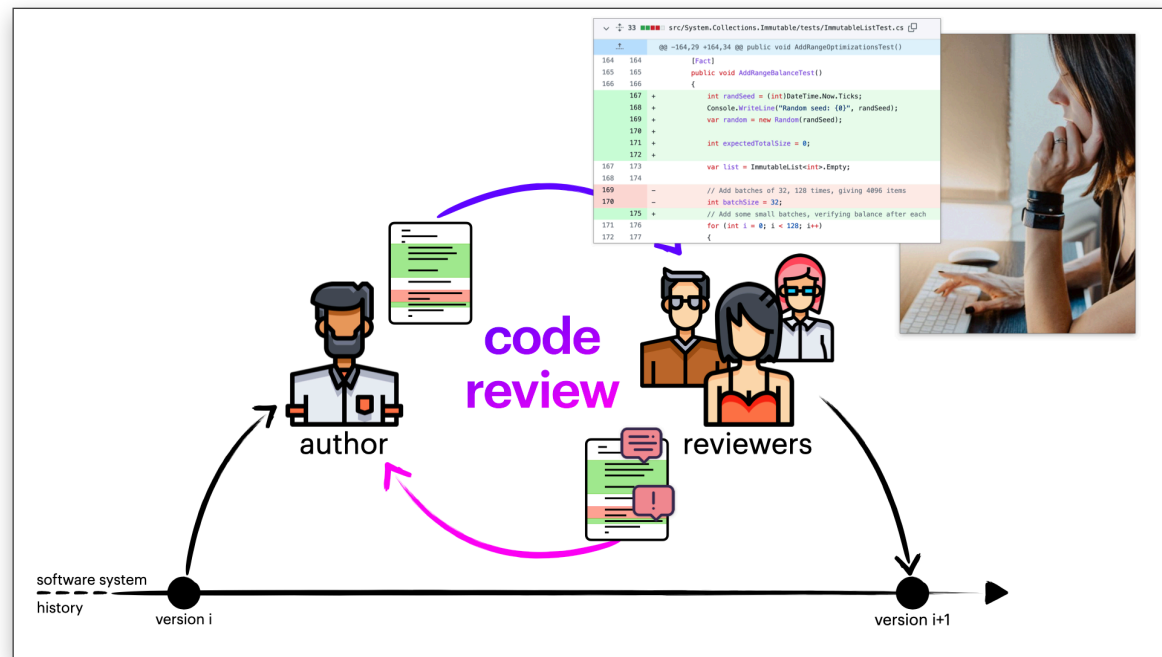 33 src/System.Collections.Immutable/tests/ImmutableListTest.cs
@@ -164,29 +164,34 @@ public void AddRangeOptimizationsTest()
164 164 [Fact]
165 165 public void AddRangeBalanceTest()
166 166 {
167 + int randSeed = (int)DateTime.Now.Ticks;
168 + Console.WriteLine("Random seed: {0}", randSeed);
169 + var random = new Random(randSeed);
170 +
171 + int expectedTotalSize = 0;
172 +
167 173 var list = ImmutableList<int>.Empty;
168 174
169 - // Add batches of 32, 128 times, giving 4096 items
170 - int batchSize = 32;
175 + // Add some small batches, verifying balance after each
171 176 for (int i = 0; i < 128; i++)
172 177 {
code
review
author
reviewers
!
software system
history
version i
version i+1